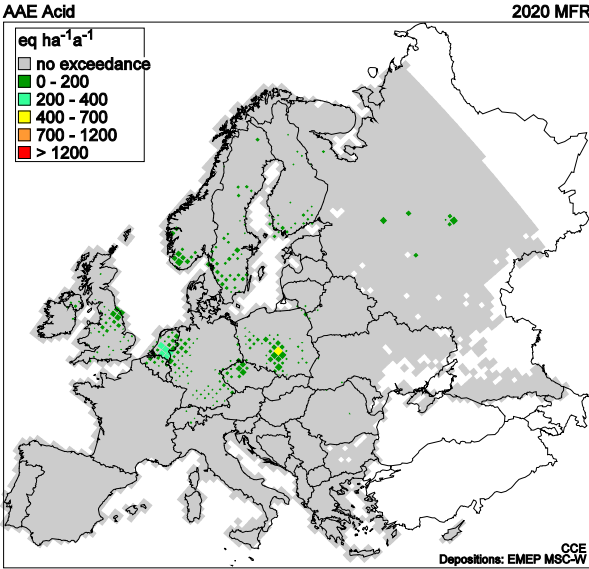 AAE Acid 2020 MFR
eq ha⁻¹a⁻¹
no exceedance
0 - 200
200 - 400
400 - 700
700 - 1200
> 1200
CCE
Depositions: EMEP MSC-W